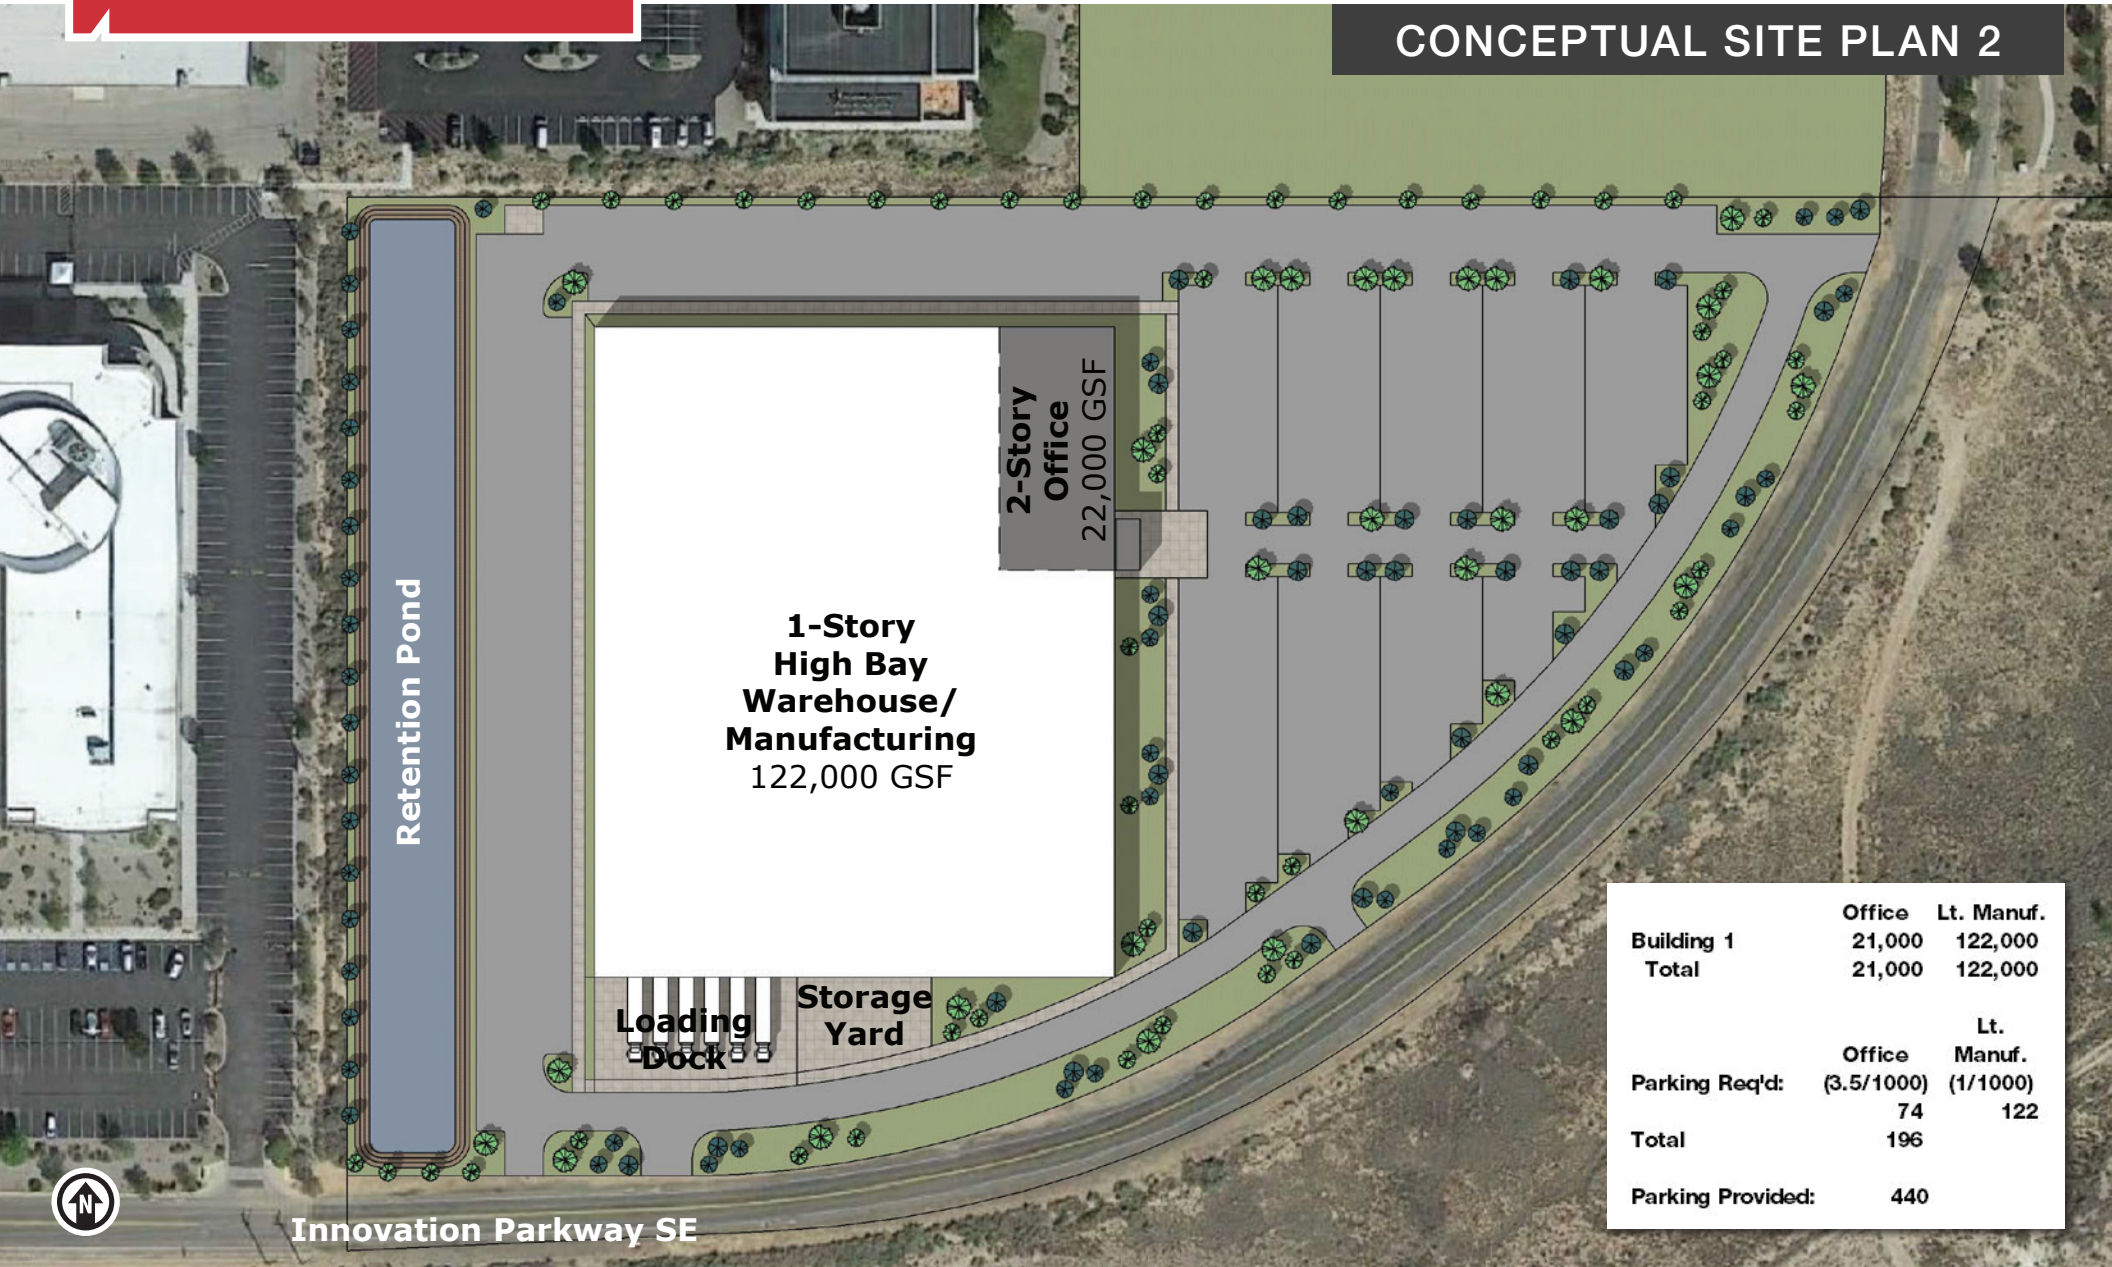 CONCEPTUAL SITE PLAN 2
2-Story
Office
22,000 GSF
1-Story
High Bay
Warehouse/
Manufacturing
122,000 GSF
Retention Pond
Loading
Dock
Storage
Yard
Innovation Parkway SE
N
Office Lt. Manuf.
Building 1 21,000 122,000
Total 21,000 122,000
Lt.
Office Manuf.
Parking Req'd: (3.5/1000) (1/1000)
74 122
Total 196
Parking Provided: 440